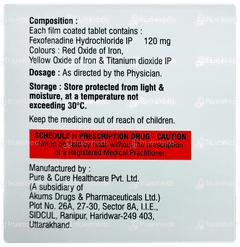 Composition :
Each film coated tablet contains :
Fexofenadine Hydrochloride IP 120 mg
Colours : Red Oxide of Iron,
Yellow Oxide of Iron & Titanium dioxide IP
Dosage : As directed by the Physician.
Storage : Store protected from light &
moisture, at a temperature not
exceeding 30°C.
Keep the medicine out of reach of children.
SCHEDULE H PRESCRIPTION DRUG - CAUTION
Not to be sold by retail without the prescription
of a Registered Medical Practitioner
Manufactured by :
Pure & Cure Healthcare Pvt. Ltd.
(A subsidiary of
Akums Drugs & Pharmaceuticals Ltd.)
Plot No. 26A, 27-30, Sector 8A, I.I.E.,
SIDCUL, Ranipur, Haridwar-249 403,
Uttarakhand.